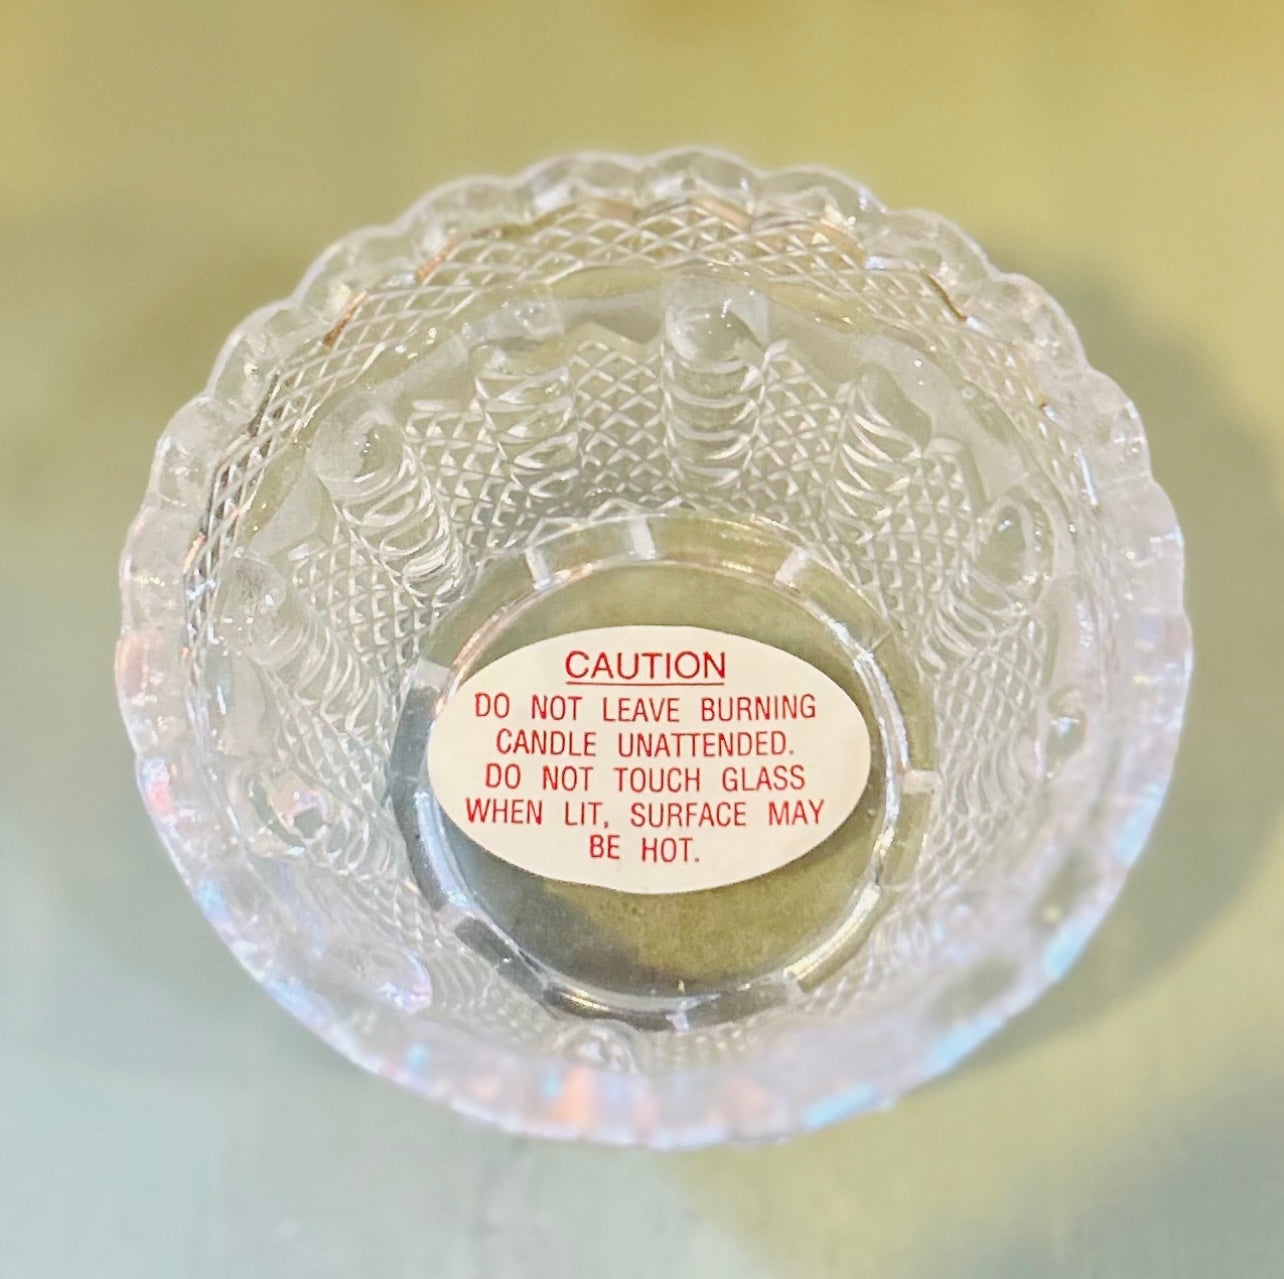 CAUTION
DO NOT LEAVE BURNING
CANDLE UNATTENDED.
DO NOT TOUCH GLASS
WHEN LIT, SURFACE MAY
BE HOT.